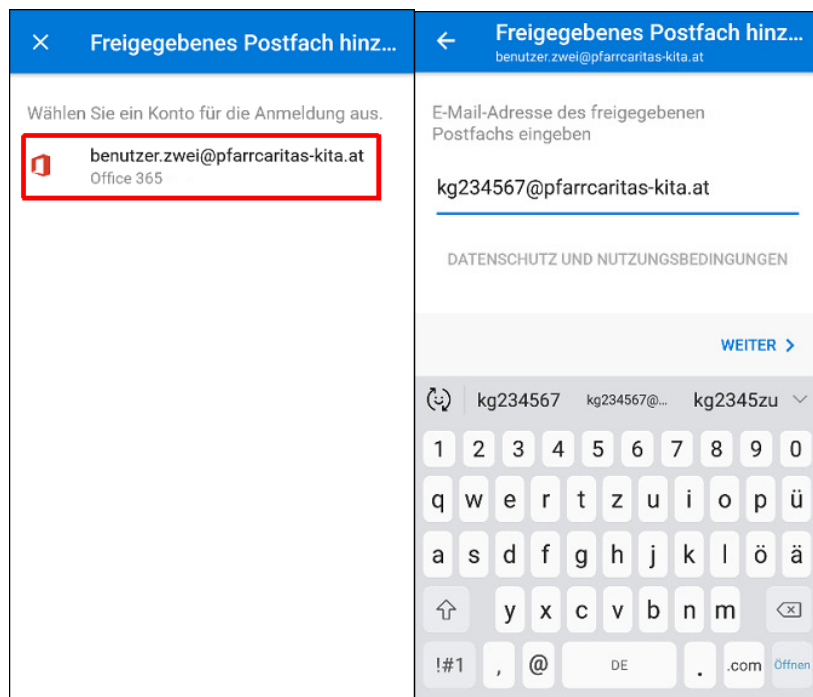 Freigegebenes Postfach hinz...
Wählen Sie ein Konto für die Anmeldung aus.
benutzer.zwei@pfarrcaritas-kita.at
Office 365
Freigegebenes Postfach hinz...
benutzer.zwei@pfarrcaritas-kita.at
E-Mail-Adresse des freigegebenen
Postfachs eingeben
kg234567@pfarrcaritas-kita.at
DATENSCHUTZ UND NUTZUNGSBEDINGUNGEN
WEITER
kg234567 kg234567@... kg2345zu
1 2 3 4 5 6 7 8 9 0
q w e r t z u i o p ü
a s d f g h j k l ö ä
y x c v b n m
!#1 , @ DE . .com Öffnen